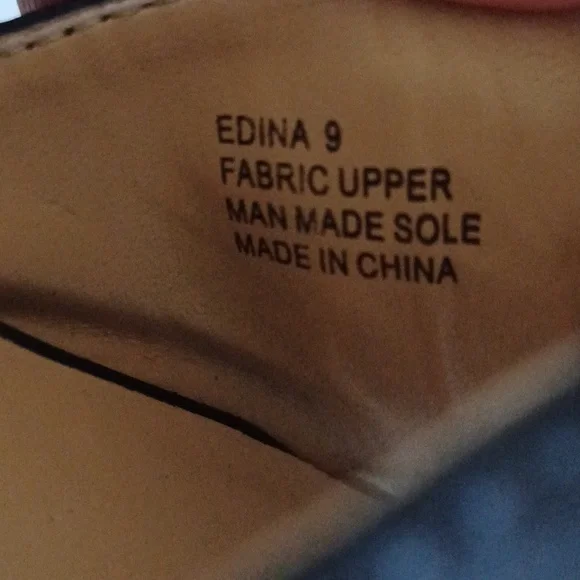 EDINA 9
FABRIC UPPER
MAN MADE SOLE
MADE IN CHINA